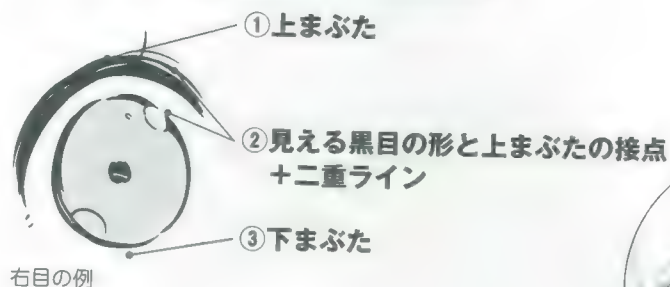 ①上まぶた
②見える黒目の形と上まぶたの接点
+二重ライン
③下まぶた
右目の例